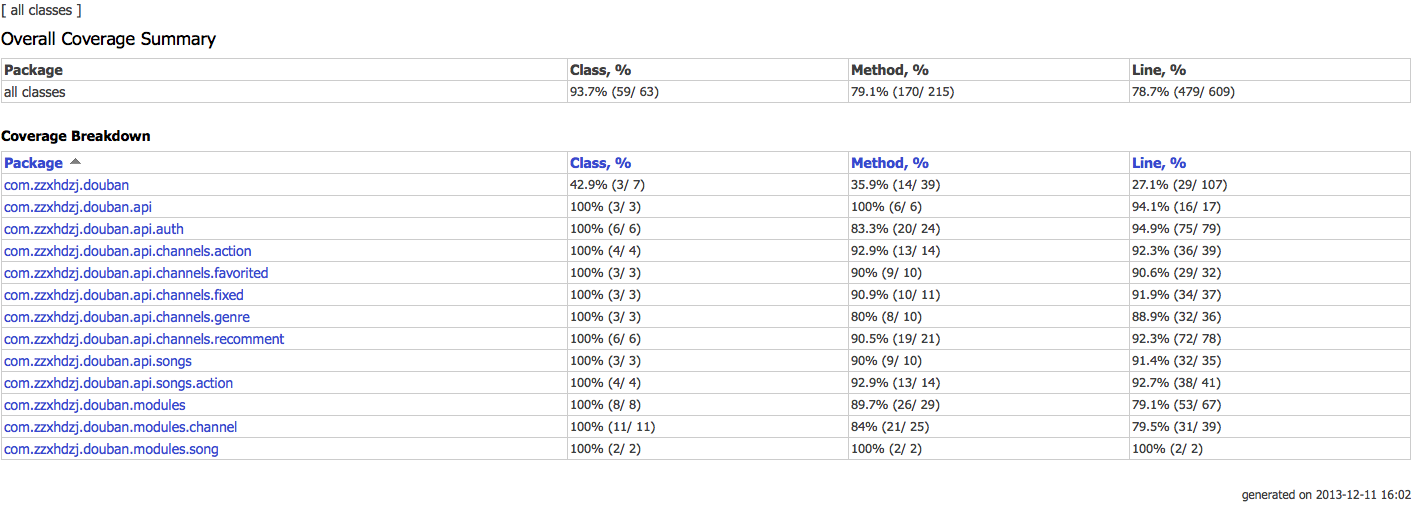 [ all classes ]
Overall Coverage Summary
Package Class, % Method, % Line, %
all classes 93.7% (59/ 63) 79.1% (170/ 215) 78.7% (479/ 609)
Coverage Breakdown
Package Class, % Method, % Line, %
com.zzxhdzj.douban 42.9% (3/ 7) 35.9% (14/ 39) 27.1% (29/ 107)
com.zzxhdzj.douban.api 100% (3/ 3) 100% (6/ 6) 94.1% (16/ 17)
com.zzxhdzj.douban.api.auth 100% (6/ 6) 83.3% (20/ 24) 94.9% (75/ 79)
com.zzxhdzj.douban.api.channels.action 100% (4/ 4) 92.9% (13/ 14) 92.3% (36/ 39)
com.zzxhdzj.douban.api.channels.favorited 100% (3/ 3) 90% (9/ 10) 90.6% (29/ 32)
com.zzxhdzj.douban.api.channels.fixed 100% (3/ 3) 90.9% (10/ 11) 91.9% (34/ 37)
com.zzxhdzj.douban.api.channels.genre 100% (3/ 3) 80% (8/ 10) 88.9% (32/ 36)
com.zzxhdzj.douban.api.channels.recomment 100% (6/ 6) 90.5% (19/ 21) 92.3% (72/ 78)
com.zzxhdzj.douban.api.songs 100% (3/ 3) 90% (9/ 10) 91.4% (32/ 35)
com.zzxhdzj.douban.api.songs.action 100% (4/ 4) 92.9% (13/ 14) 92.7% (38/ 41)
com.zzxhdzj.douban.modules 100% (8/ 8) 89.7% (26/ 29) 79.1% (53/ 67)
com.zzxhdzj.douban.modules.channel 100% (11/ 11) 84% (21/ 25) 79.5% (31/ 39)
com.zzxhdzj.douban.modules.song 100% (2/ 2) 100% (2/ 2) 100% (2/ 2)
generated on 2013-12-11 16:02